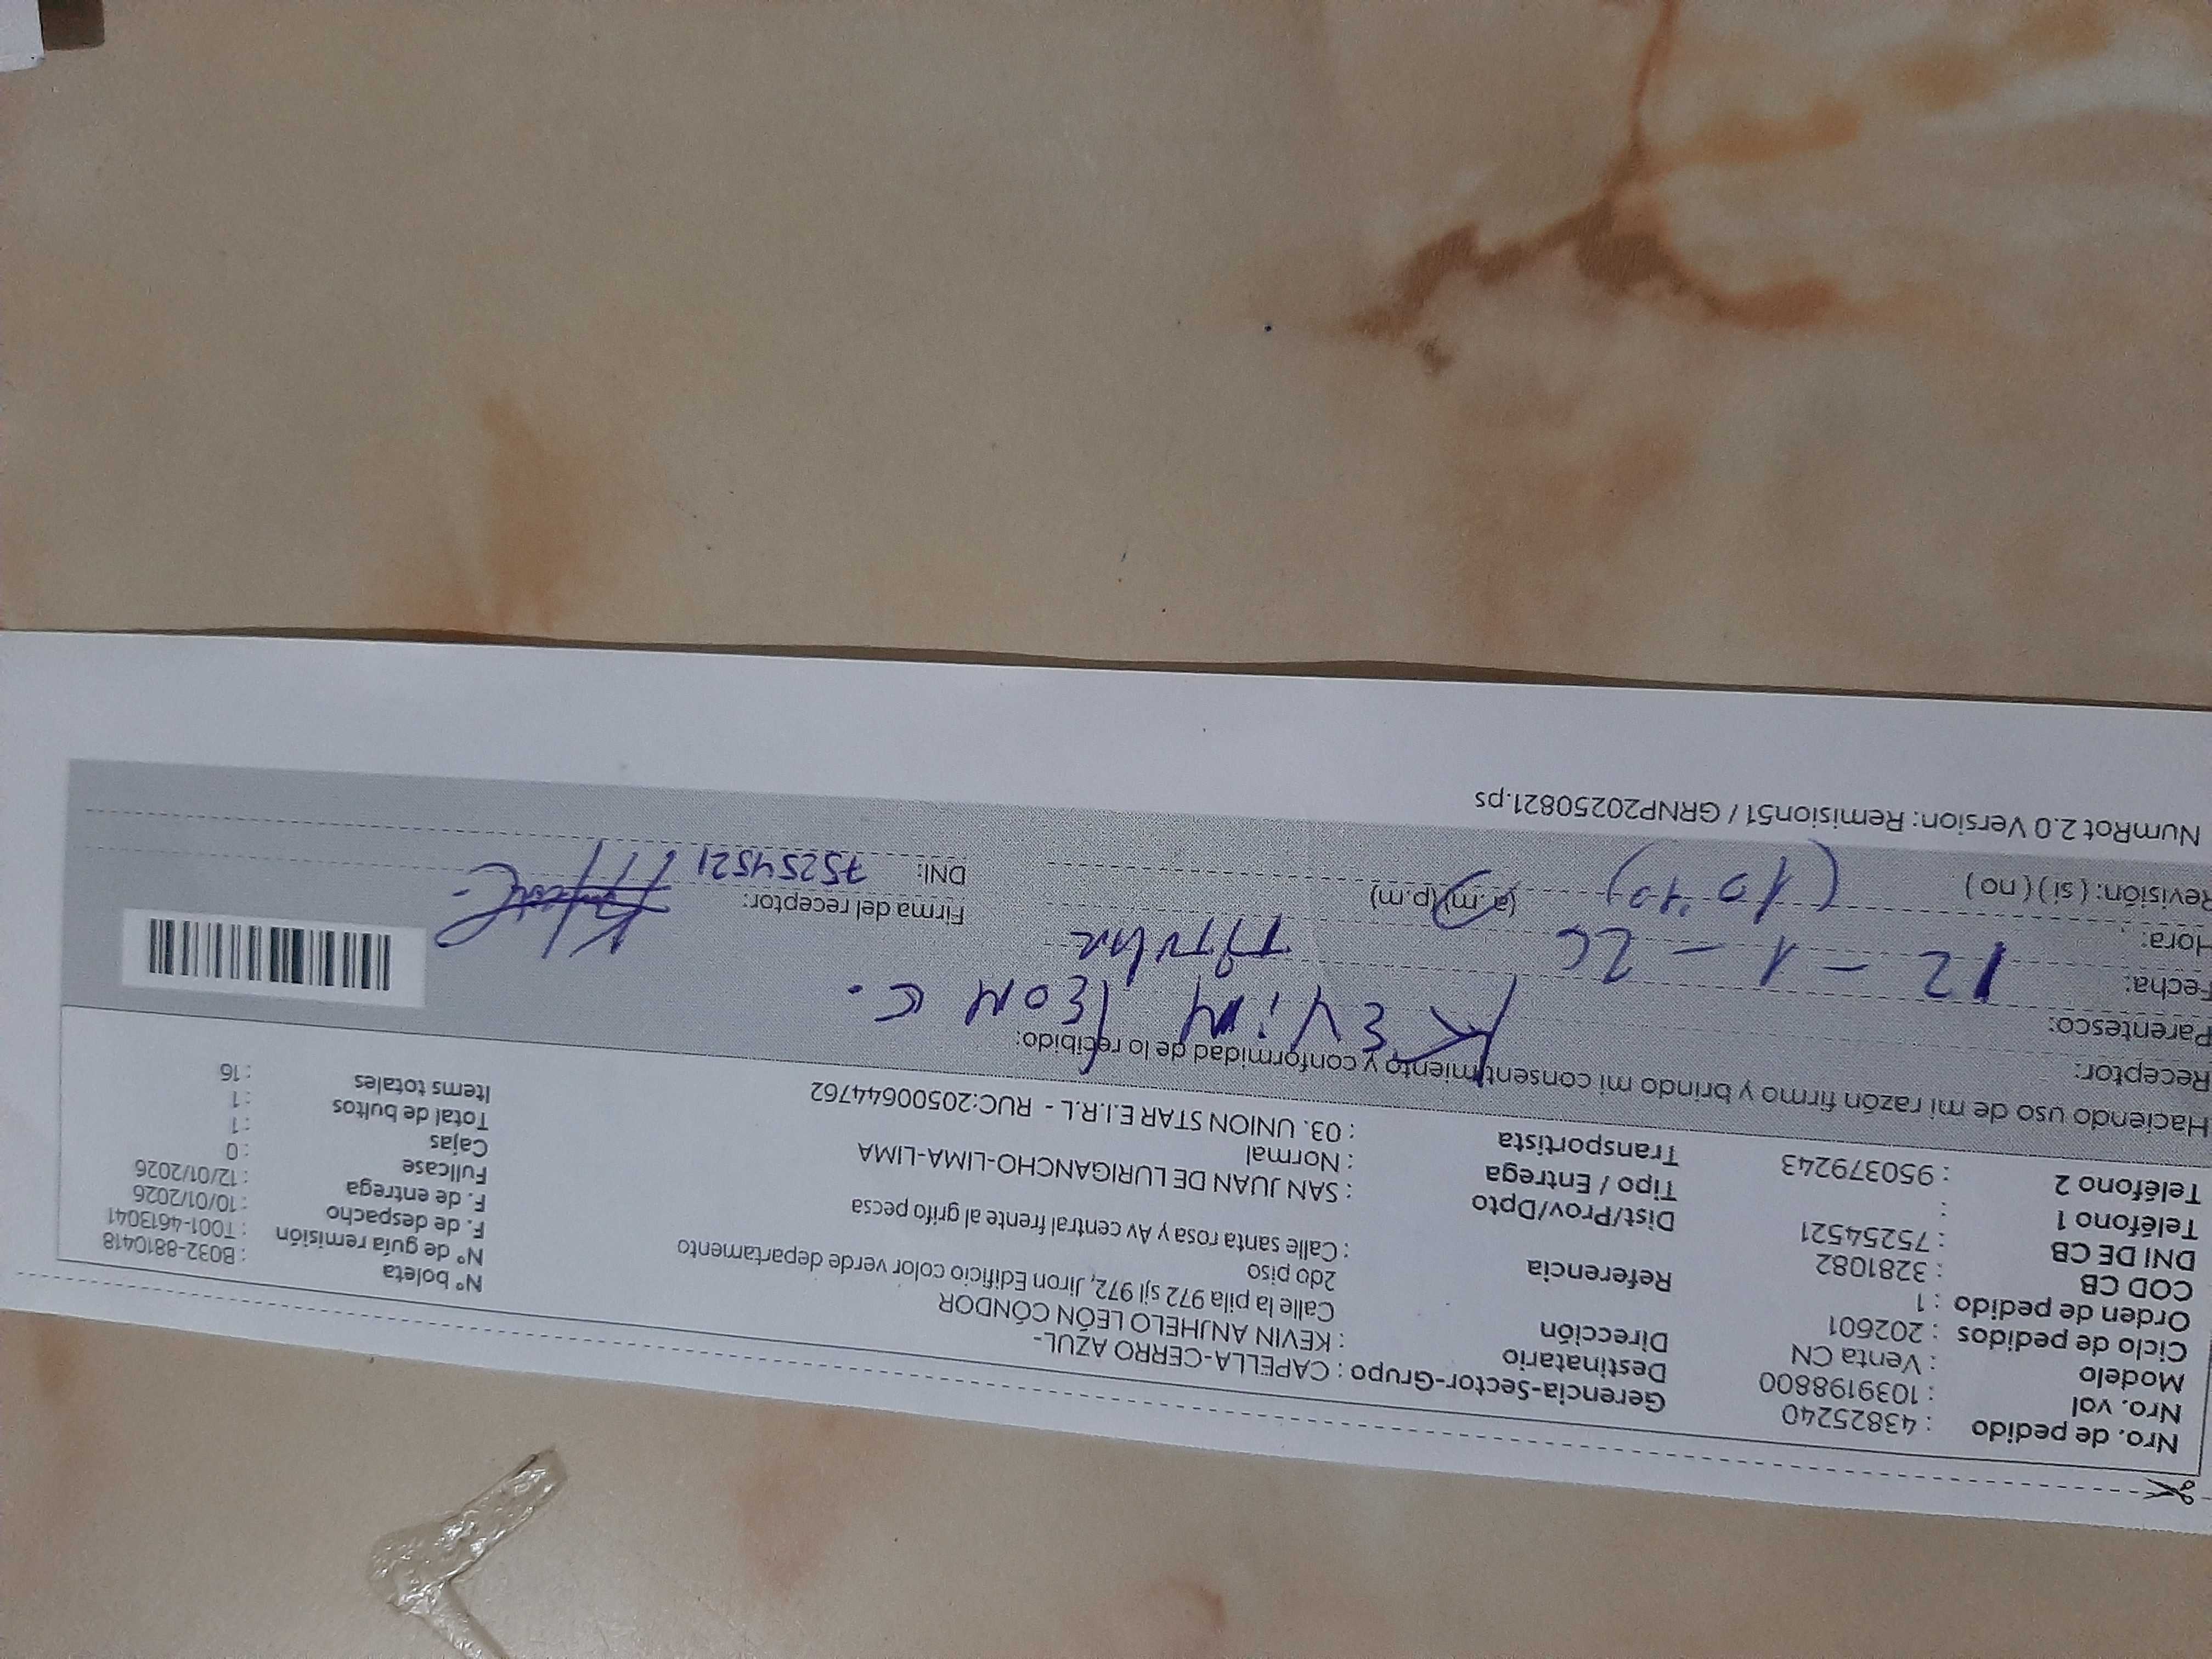 Nro. de pedido : 43825240
Nro. val : 1039198800
Modelo : Venta CN
Ciclo de pedidos : 202601
Orden de pedido : 1
COD CB : 3281082
DNI DE CB : 75254521
Teléfono 1 :
Teléfono 2 : 950379243
Gerencia-Sector-Grupo : CAPELLA-CERRO AZUL-
Destinatario : KEVIN ANJHELO LEÓN CÓNDOR
Dirección Calle la pila 972 sjl 972, Jiron Edificio color verde departamento
2do piso
Referencia : Calle santa rosa y Av central frente al grifo pecsa
Dist/Prov/Dpto : SAN JUAN DE LURIGANCHO-LIMA-LIMA
Tipo / Entrega : Normal
Transportista : 03. UNION STAR E.I.R.L - RUC:20500644762
N° boleta : B032-8810418
N° de guía remisión : T001-4613041
F. de despacho : 10/01/2026
F. de entrega : 12/01/2026
Fullcase : 0
Cajas : 1
Total de bultos : 1
Items totales : 16
Haciendo uso de mi razón firmo y brindo mi consentimiento y conformidad de lo recibido:
Receptor: KEViN lEON C.
Parentesco: TiTulaR
Fecha: 12-1-26
Hora: (10:40) (a.m) (p.m)
Revisión: ( si ) ( no )
Firma del receptor:
DNI: 75254521
NumRot 2.0 Version: Remision51 / GRNP20250821.ps